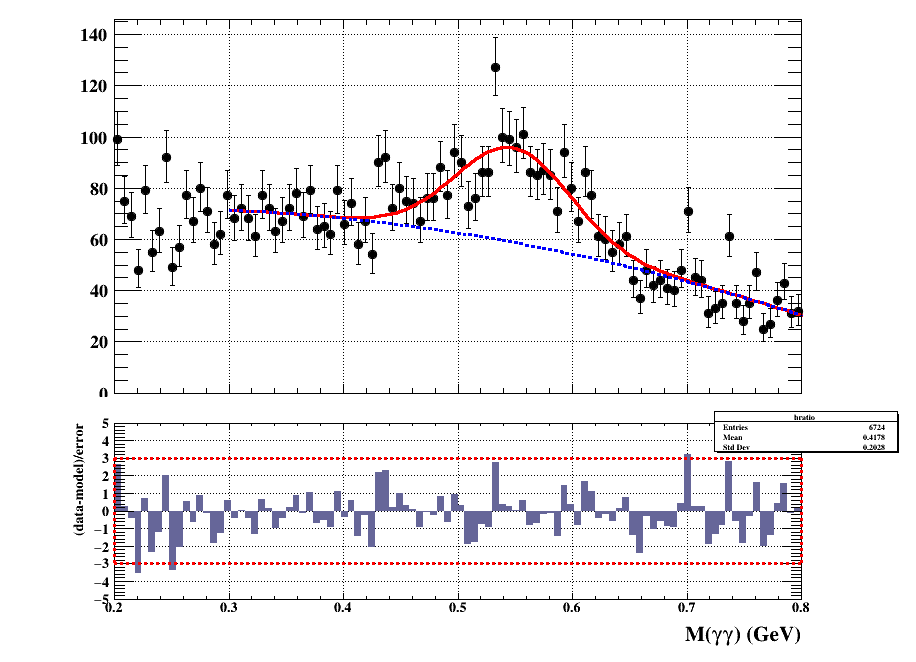 140
120
100
80
60
40
20
0
hratio
Entries 6724
Mean 0.4178
Std Dev 0.2028
(data-model)/error
5
4
3
2
1
0
−1
−2
−3
−4
−5
0.2 0.3 0.4 0.5 0.6 0.7 0.8
M(γγ) (GeV)